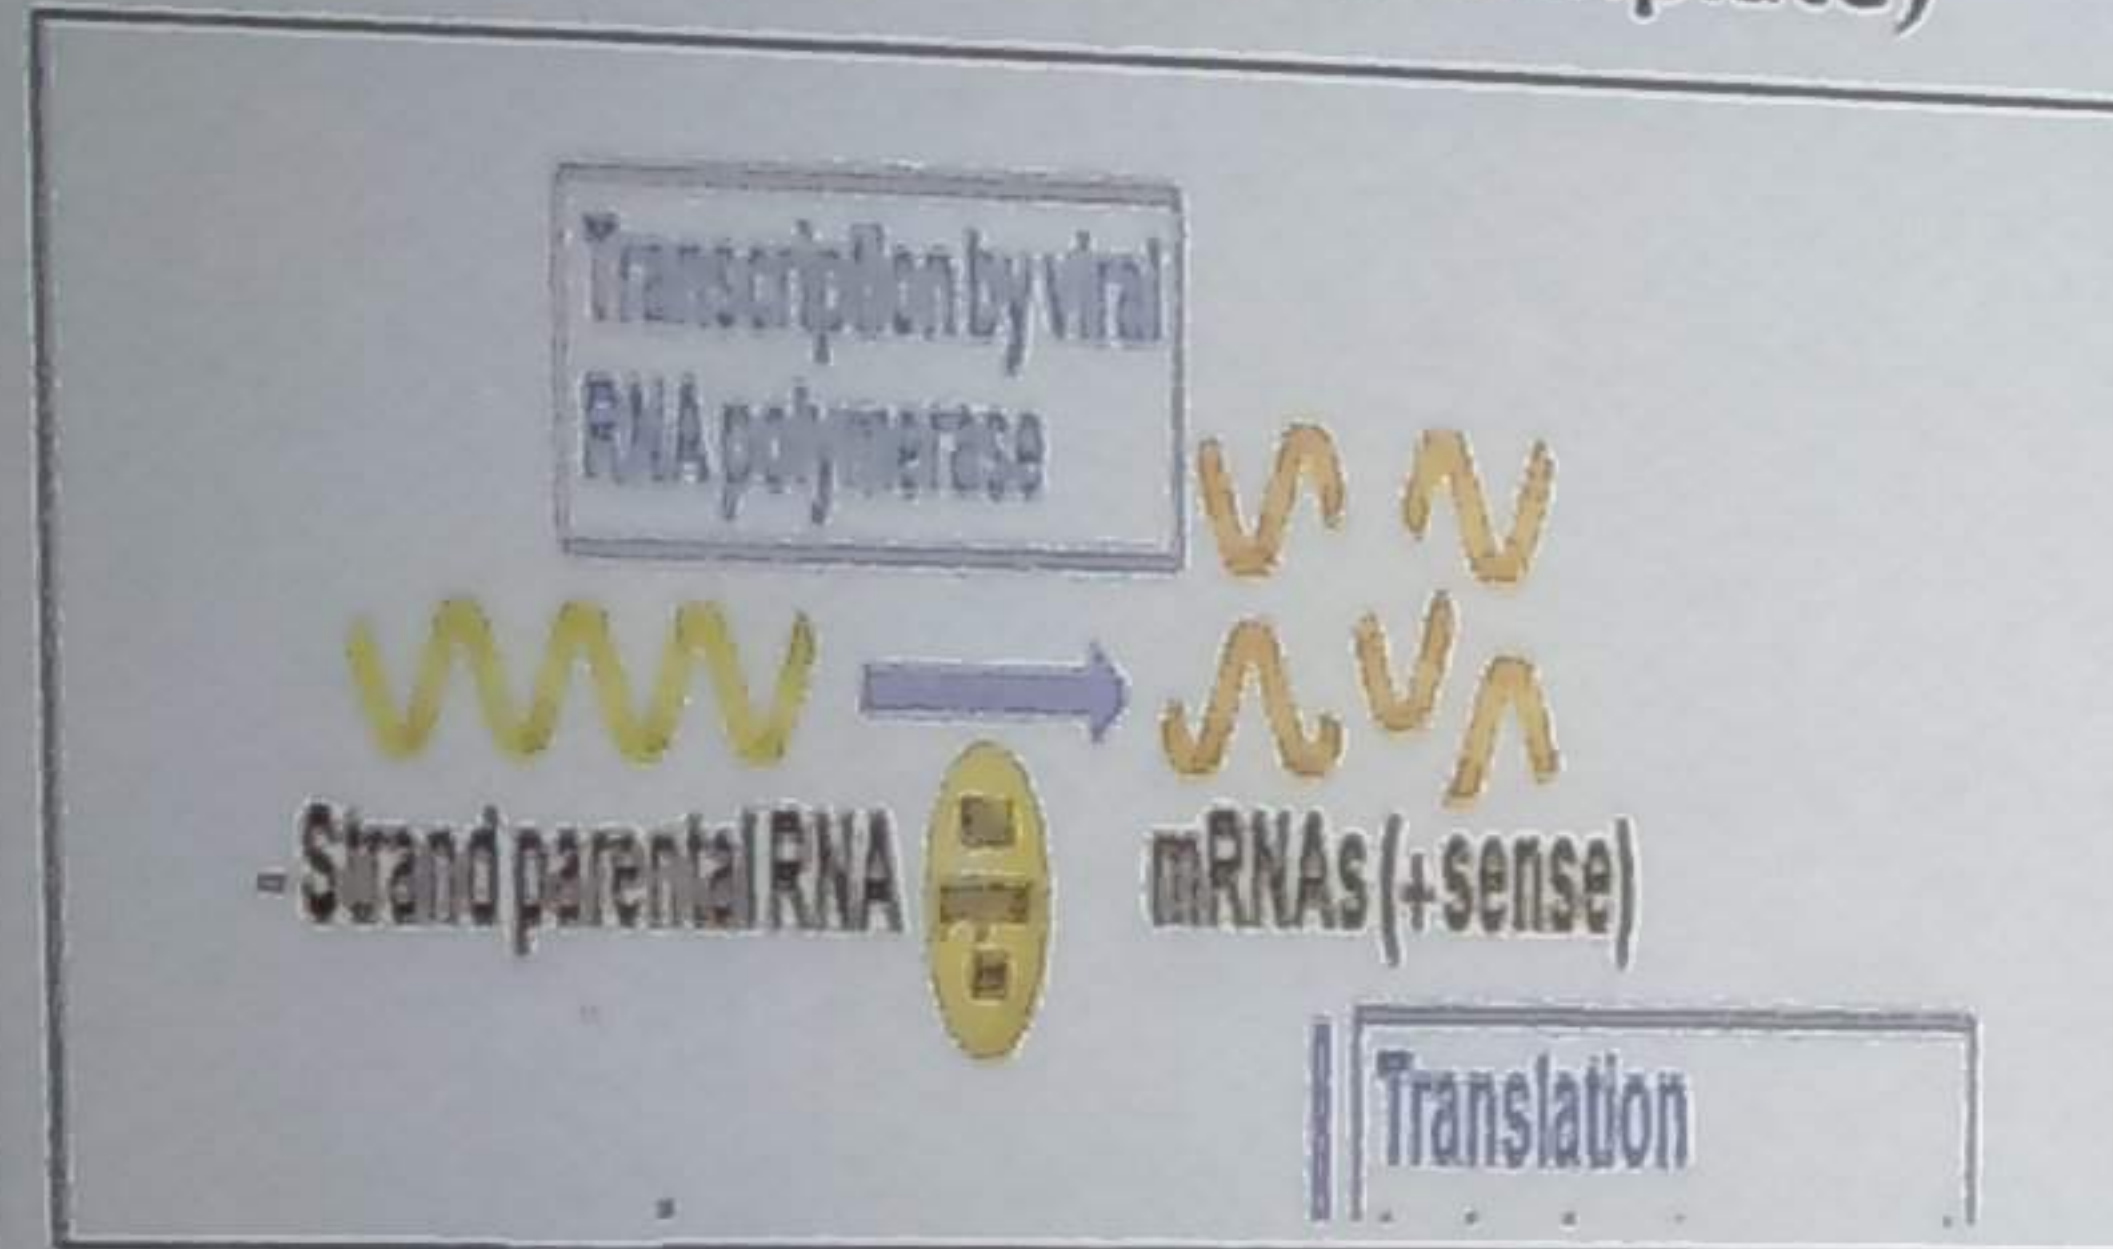 Transcription by viral
RNA polymerase
- Strand parental RNA
mRNAs (+sense)
Translation